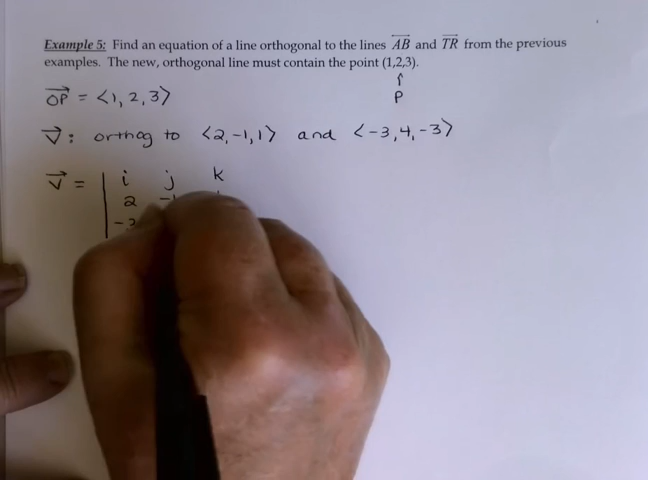 Example 5: Find an equation of a line orthogonal to the lines AB and TR from the previous
examples. The new, orthogonal line must contain the point (1,2,3).
↑
P
OP = <1, 2, 3>
V: orthog to <2, -1, 1> and <-3, 4, -3>
V = | i j k
2 -1